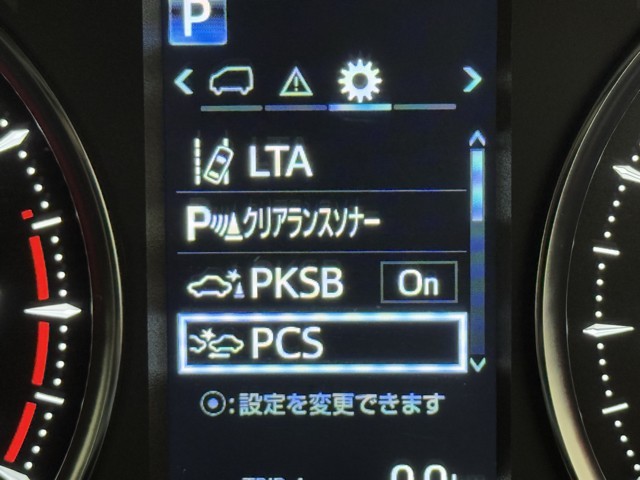 P
LTA
P クリアランスソナー
PKSB On
PCS
:設定を変更できます